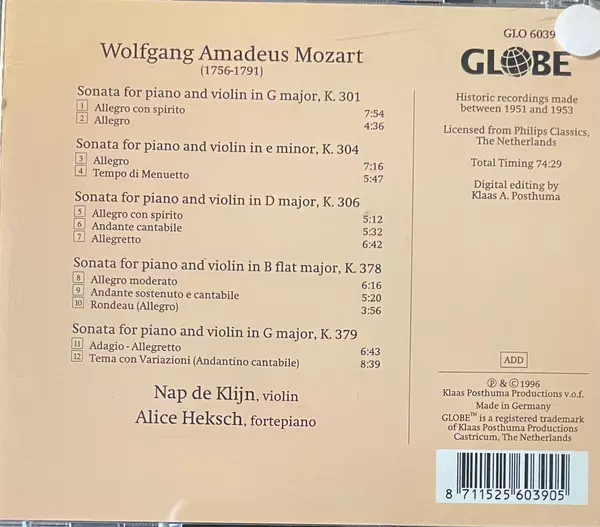 Wolfgang Amadeus Mozart
(1756-1791)
Sonata for piano and violin in G major, K. 301
1 Allegro con spirito 7:54
2 Allegro 4:36
Sonata for piano and violin in e minor, K. 304
3 Allegro 7:16
4 Tempo di Menuetto 5:47
Sonata for piano and violin in D major, K. 306
5 Allegro con spirito 5:12
6 Andante cantabile 5:32
7 Allegretto 6:42
Sonata for piano and violin in B flat major, K. 378
8 Allegro moderato 6:16
9 Andante sostenuto e cantabile 5:20
10 Rondeau (Allegro) 3:56
Sonata for piano and violin in G major, K. 379
11 Adagio - Allegretto 6:43
12 Tema con Variazioni (Andantino cantabile) 8:39
Nap de Klijn, violin
Alice Heksch, fortepiano
GLO 6039
GLOBE
Historic recordings made
between 1951 and 1953
Licensed from Philips Classics,
The Netherlands
Total Timing 74:29
Digital editing by
Klaas A. Posthuma
ADD
℗ & © 1996
Klaas Posthuma Productions v.o.f.
Made in Germany
GLOBE™ is a registered trademark
of Klaas Posthuma Productions
Castricum, The Netherlands
8 711525 603905